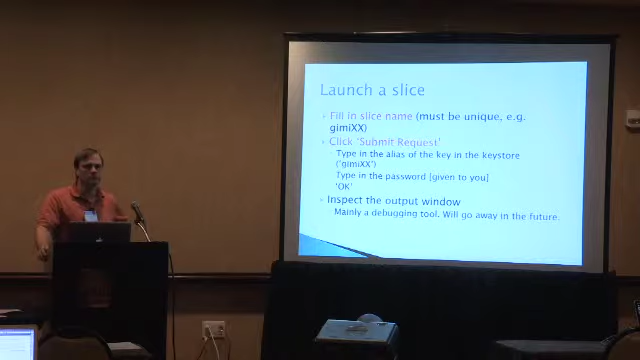 Launch a slice
Fill in slice name (must be unique, e.g.
gimiXX)
Click 'Submit Request'
Type in the alias of the key in the keystore
('gimiXX')
Type in the password [given to you]
'OK'
Inspect the output window
Mainly a debugging tool. Will go away in the future.